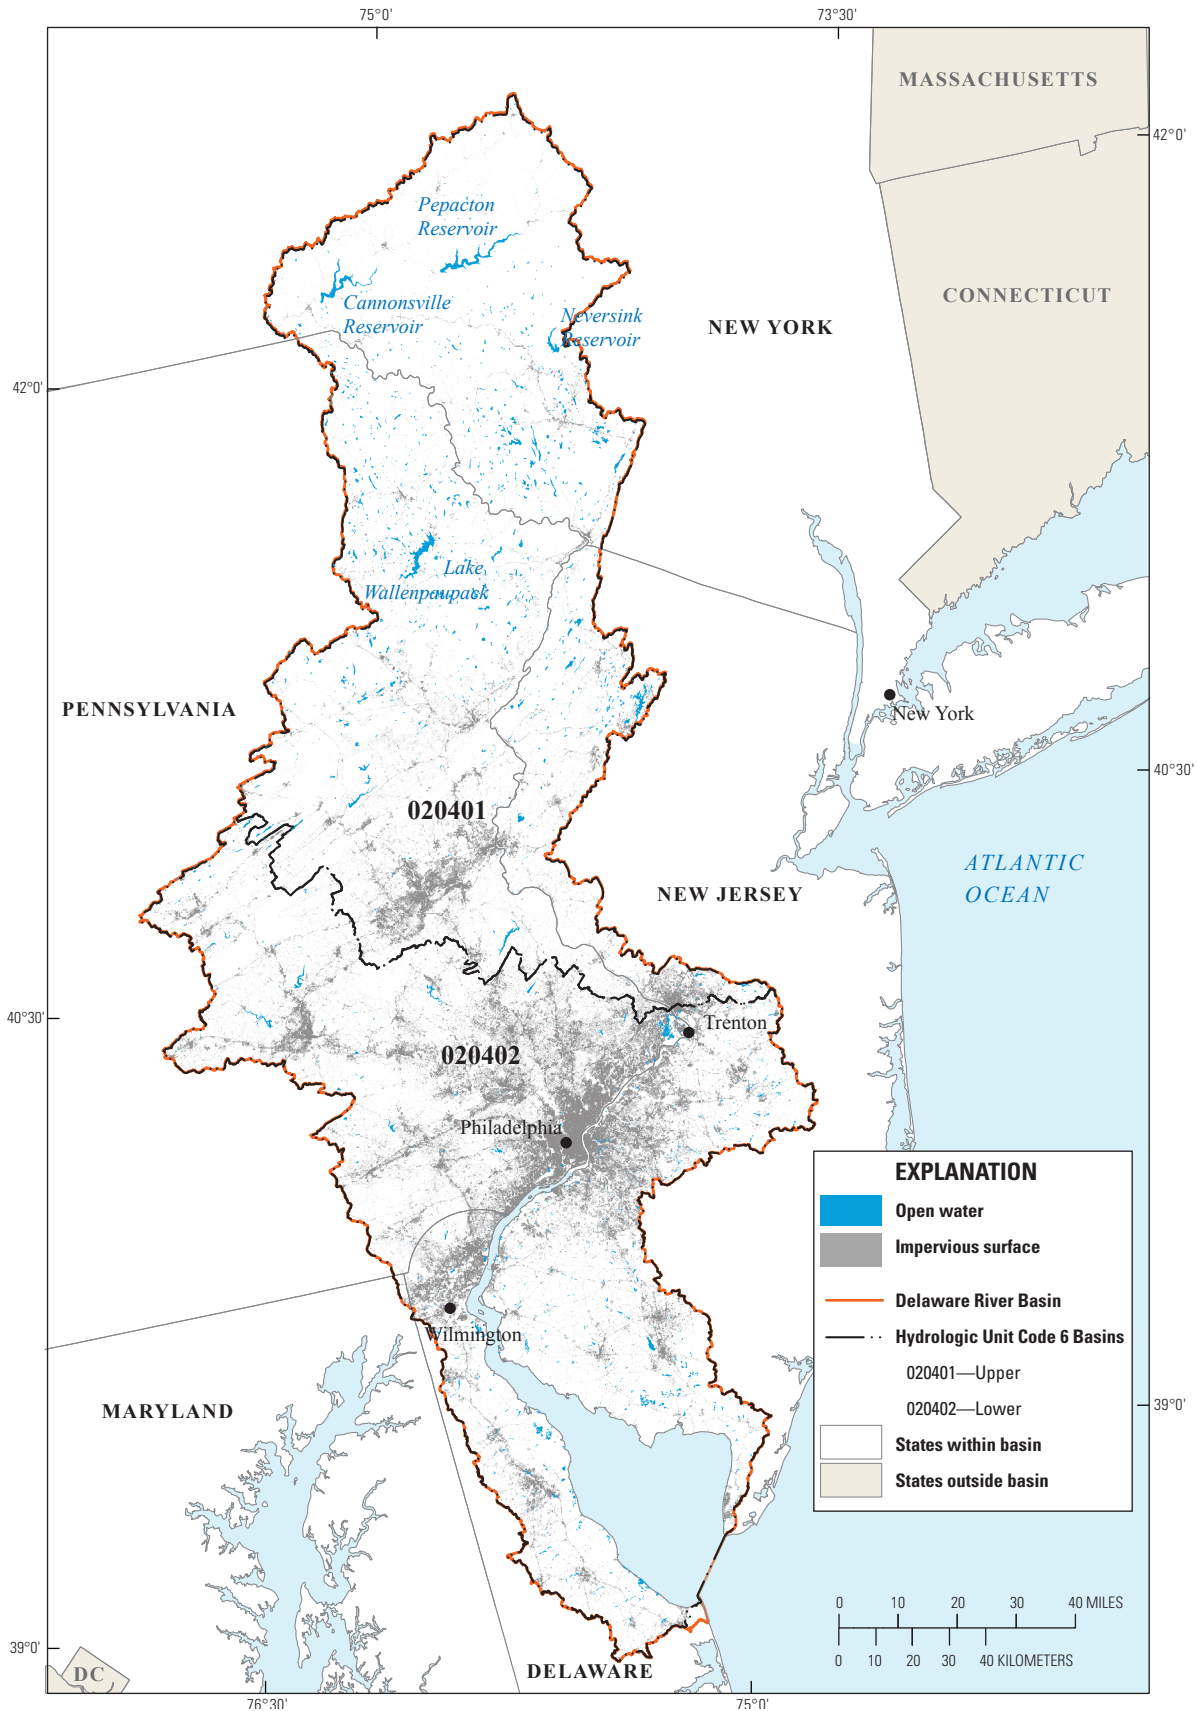 75°0'
73°30'
MASSACHUSETTS
42°0'
Pepacton
Reservoir
CONNECTICUT
Cannonsville
Reservoir
Neversink
Reservoir
NEW YORK
42°0'
Lake
Wallenpaupack
PENNSYLVANIA
New York
40°30'
020401
ATLANTIC
OCEAN
NEW JERSEY
40°30'
Trenton
020402
Philadelphia
EXPLANATION
Open water
Impervious surface
Delaware River Basin
Hydrologic Unit Code 6 Basins
020401—Upper
020402—Lower
States within basin
States outside basin
Wilmington
MARYLAND
39°0'
0 10 20 30 40 MILES
0 10 20 30 40 KILOMETERS
39°0'
DC
DELAWARE
76°30'
75°0'